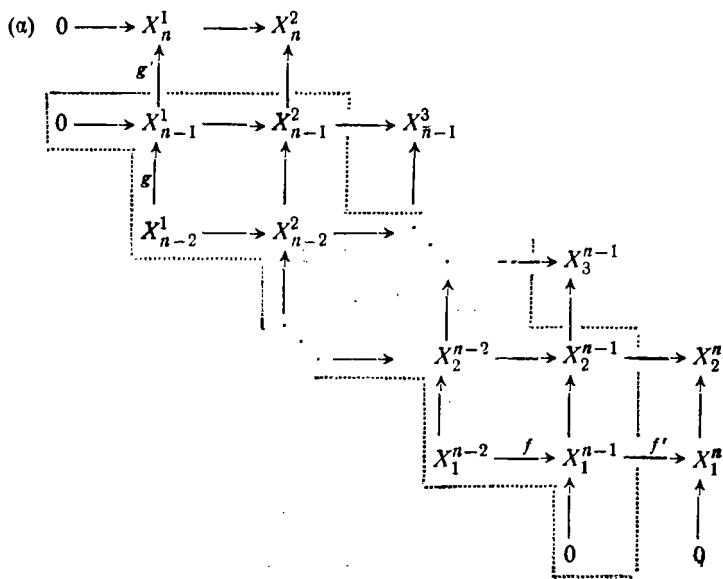 (α) 0 → X_n^1 → X_n^2
g'
0 → X_{n-1}^1 → X_{n-1}^2 → X_{n-1}^3
g
X_{n-2}^1 → X_{n-2}^2 →
→ X_3^{n-1}
→ X_2^{n-2} → X_2^{n-1} → X_2^n
f f'
X_1^{n-2} → X_1^{n-1} → X_1^n
0 0